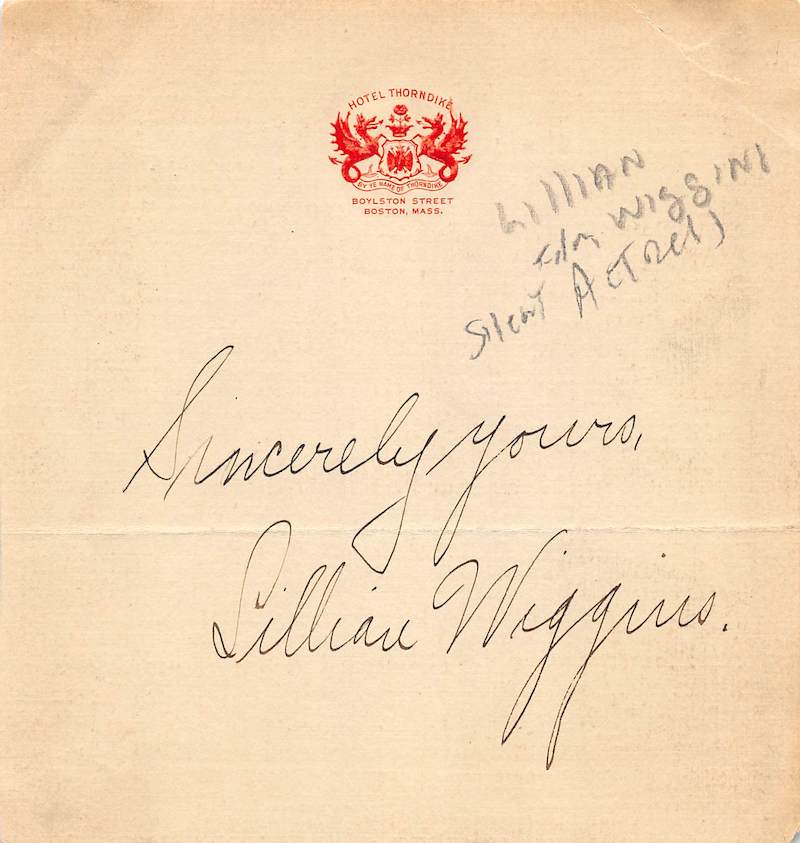 HOTEL THORNDIKE
BY YE NAME OF THORNDIKE
BOYLSTON STREET
BOSTON, MASS.
LillIAN
film WIggINs
Silent Actress
Sincerely yours,
Lillian Wiggins.